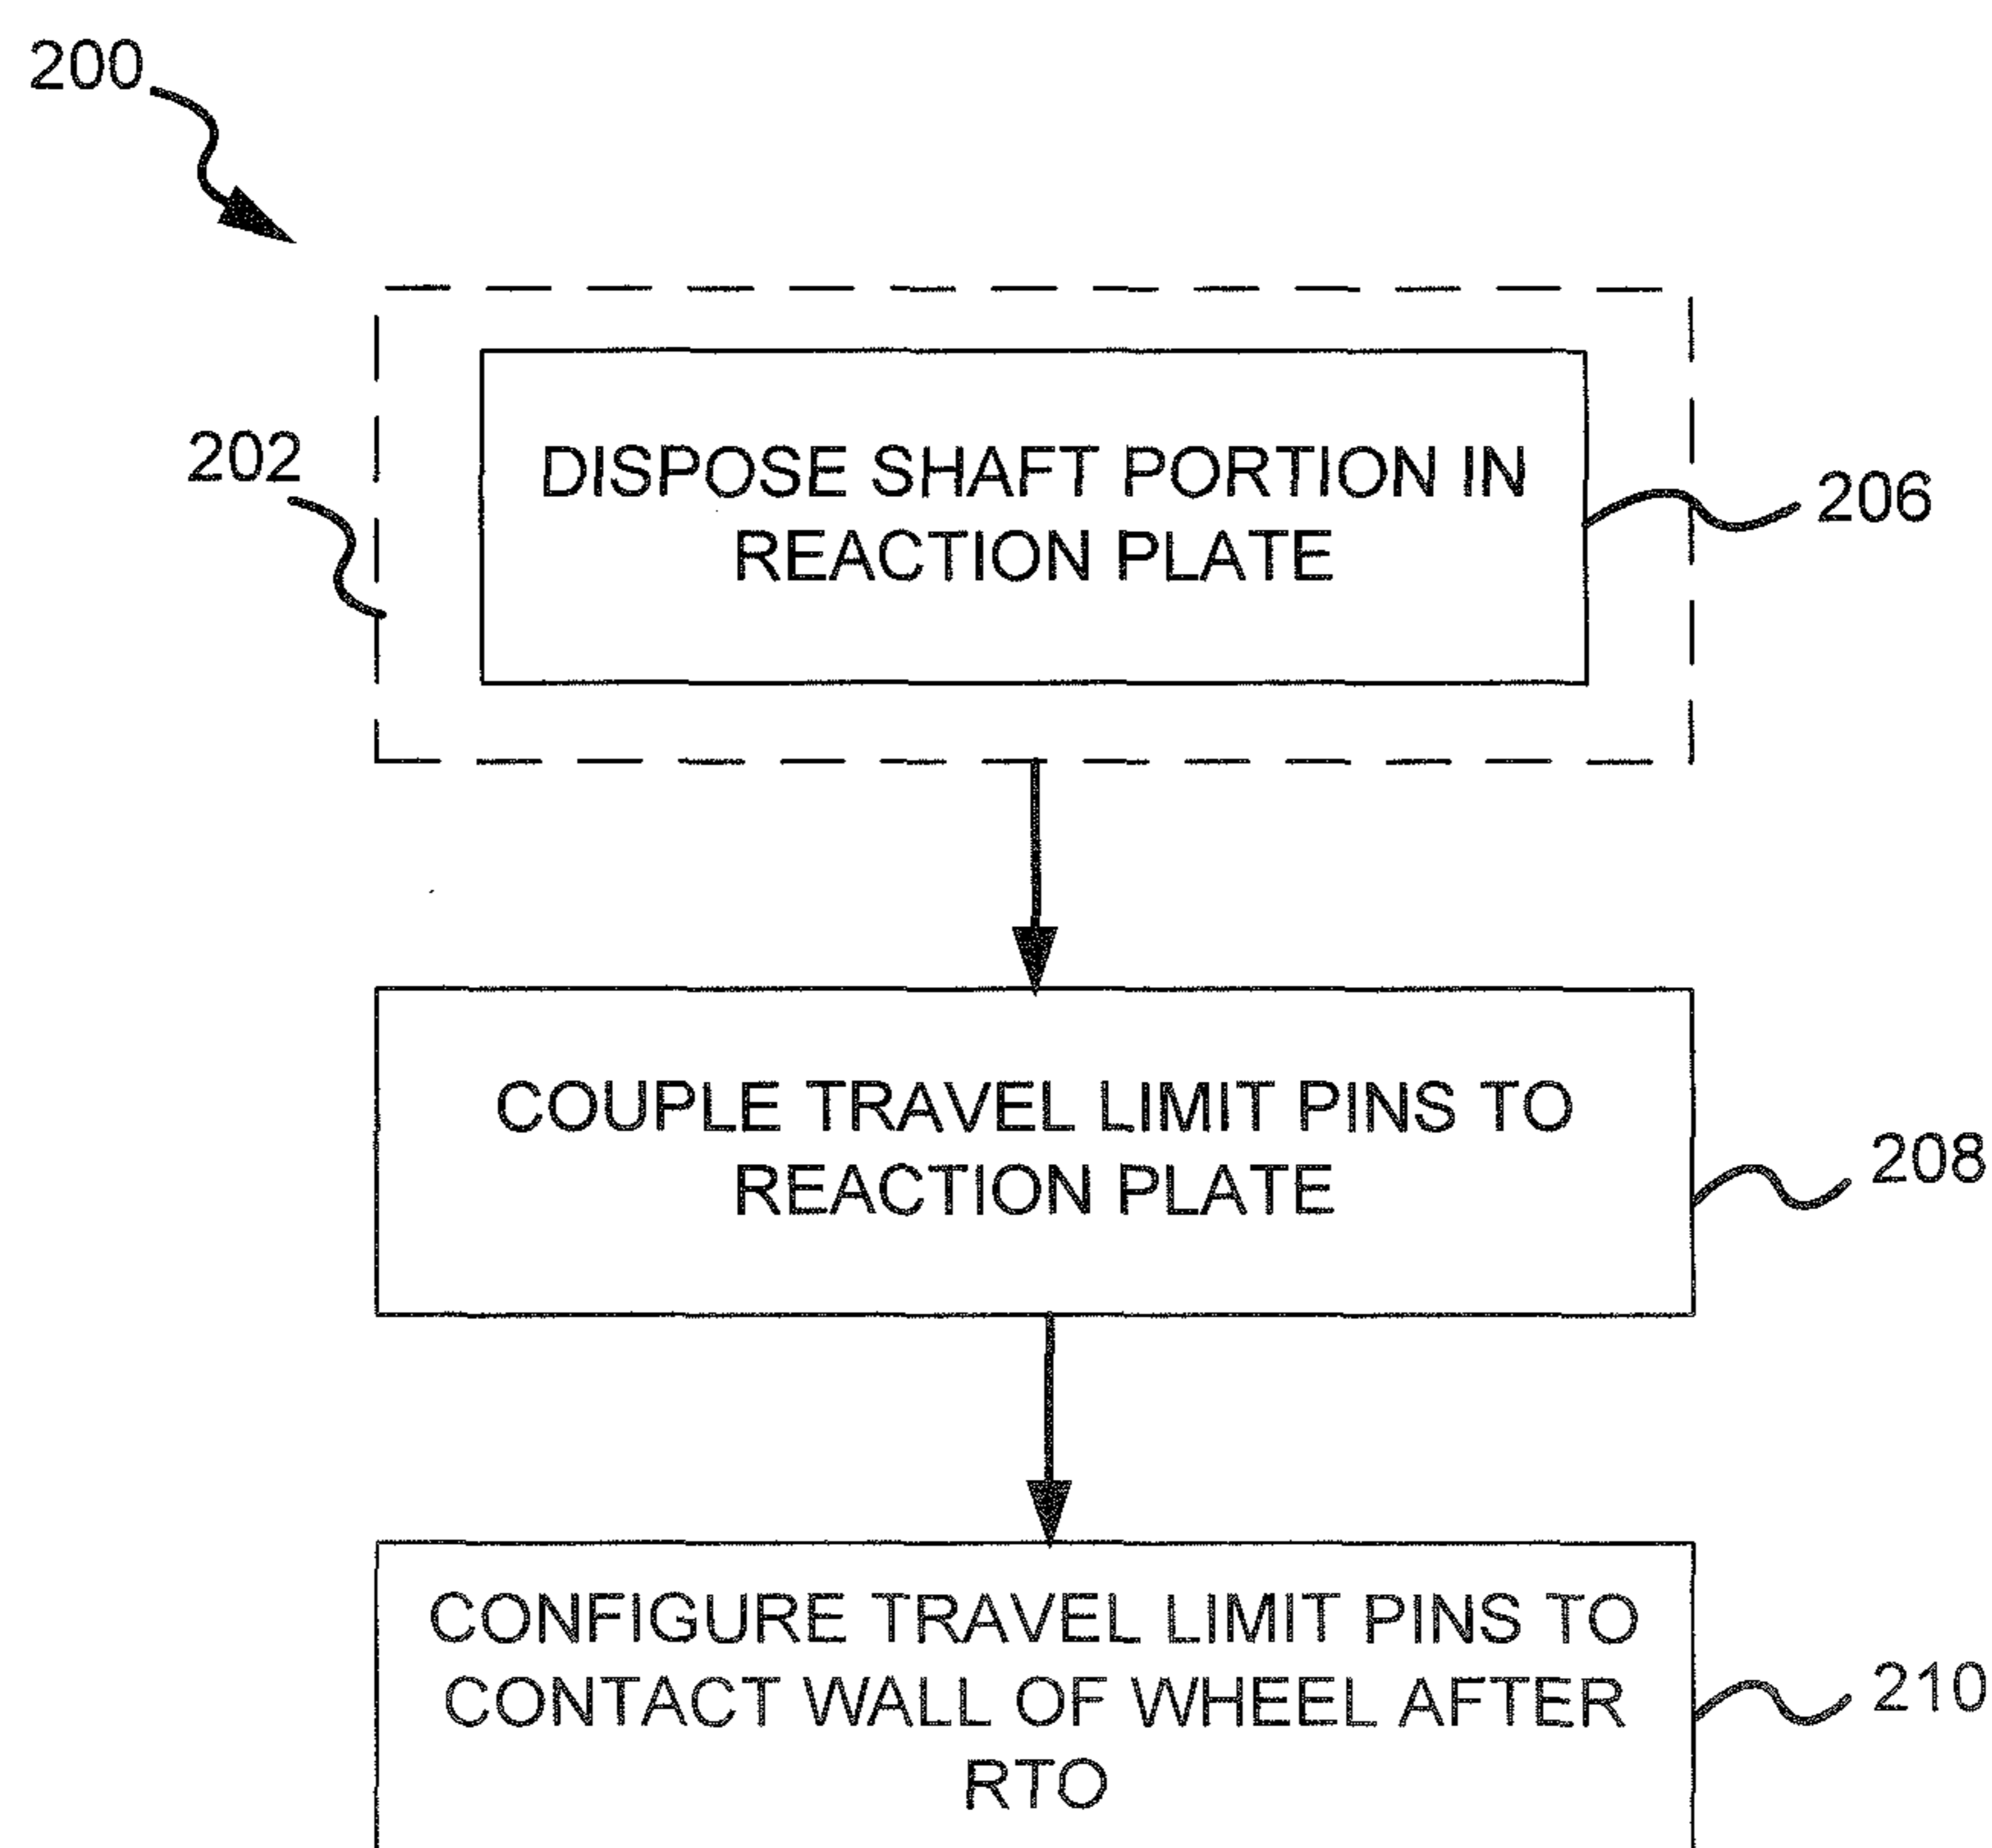 200
202
DISPOSE SHAFT PORTION IN
REACTION PLATE
206
COUPLE TRAVEL LIMIT PINS TO
REACTION PLATE
208
CONFIGURE TRAVEL LIMIT PINS TO
CONTACT WALL OF WHEEL AFTER
RTO
210